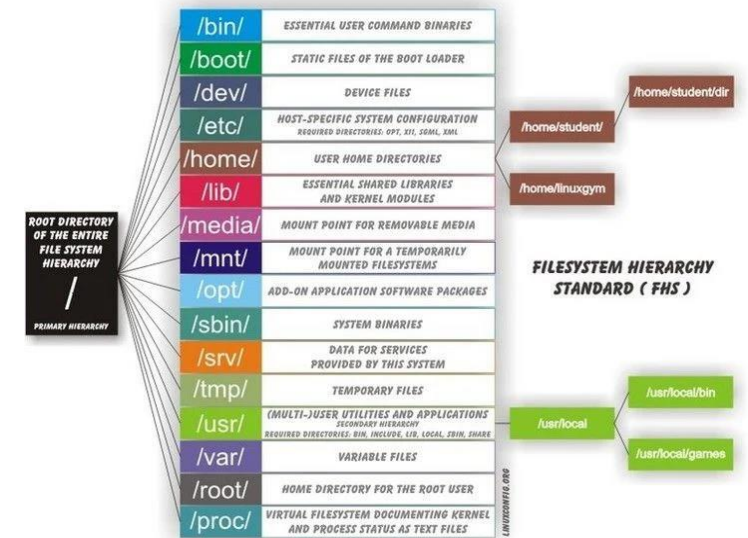 ROOT DIRECTORY
OF THE ENTIRE
FILE SYSTEM
HIERARCHY
/
PRIMARY HIERARCHY
/bin/
ESSENTIAL USER COMMAND BINARIES
/boot/
STATIC FILES OF THE BOOT LOADER
/dev/
DEVICE FILES
/etc/
HOST-SPECIFIC SYSTEM CONFIGURATION
REQUIRED DIRECTORIES: OPT, X11, SGML, XML
/home/
USER HOME DIRECTORIES
/lib/
ESSENTIAL SHARED LIBRARIES
AND KERNEL MODULES
/media/
MOUNT POINT FOR REMOVABLE MEDIA
/mnt/
MOUNT POINT FOR A TEMPORARILY
MOUNTED FILESYSTEMS
/opt/
ADD-ON APPLICATION SOFTWARE PACKAGES
/sbin/
SYSTEM BINARIES
/srv/
DATA FOR SERVICES
PROVIDED BY THIS SYSTEM
/tmp/
TEMPORARY FILES
/usr/
(MULTI-)USER UTILITIES AND APPLICATIONS
SECONDARY HIERARCHY
REQUIRED DIRECTORIES: BIN, INCLUDE, LIB, LOCAL, SBIN, SHARE
/var/
VARIABLE FILES
/root/
HOME DIRECTORY FOR THE ROOT USER
/proc/
VIRTUAL FILESYSTEM DOCUMENTING KERNEL
AND PROCESS STATUS AS TEXT FILES
/home/student/
/home/student/dir
/home/linuxgym
FILESYSTEM HIERARCHY
STANDARD ( FHS )
/usr/local
/usr/local/bin
/usr/local/games
LINUXCONFIG.ORG